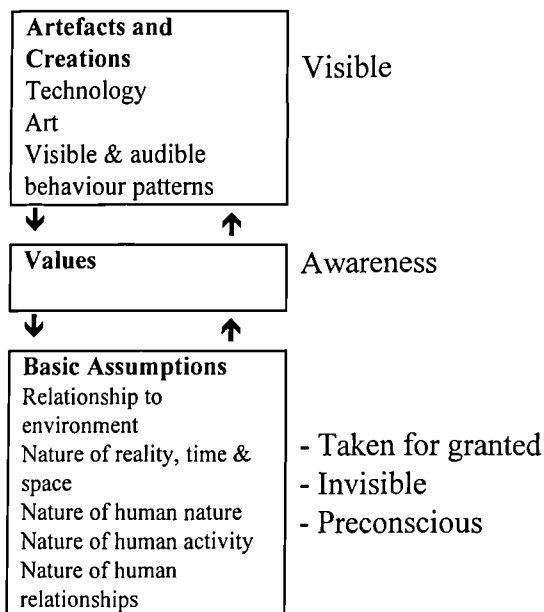 Artefacts and
Creations
Technology
Art
Visible & audible
behaviour patterns
Visible
Values
Awareness
Basic Assumptions
Relationship to
environment
Nature of reality, time &
space
Nature of human nature
Nature of human activity
Nature of human
relationships
- Taken for granted
- Invisible
- Preconscious